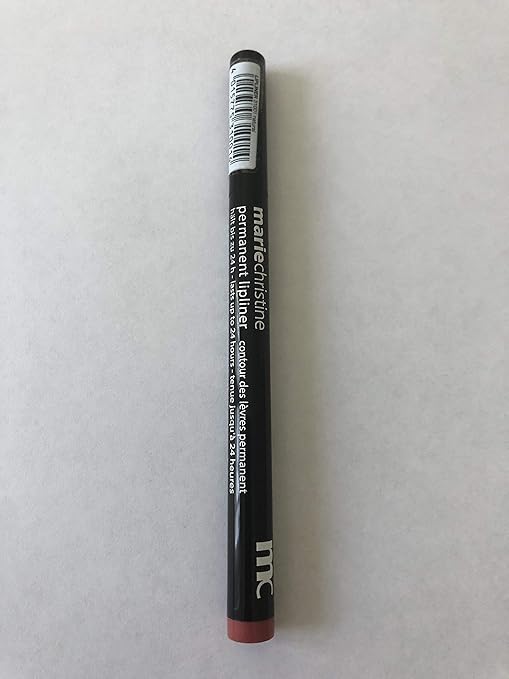 LIPLINER
mariechristine
permanent lipliner contour des lèvres permanent
hält bis zu 24 h - lasts up to 24 hours - tenue jusqu'à 24 heures
mc